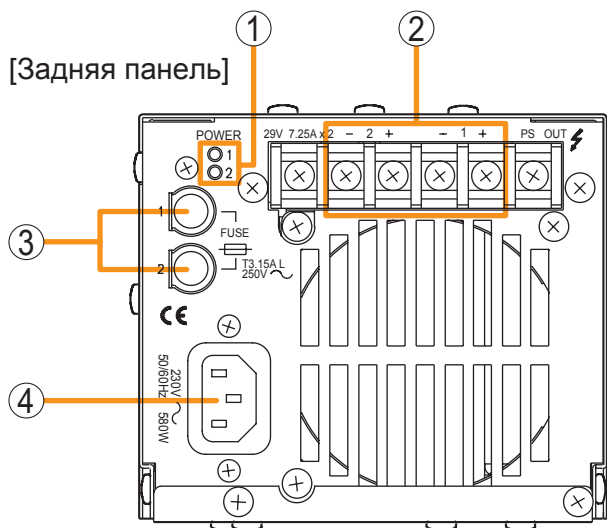 ① ②
[Задняя панель]
POWER 29V 7.25A x 2 – 2 + – 1 + PS OUT
1
2
③ 1
FUSE
2 T3.15A L
250V ~
CE
④ 230V ~
50/60Hz 580W